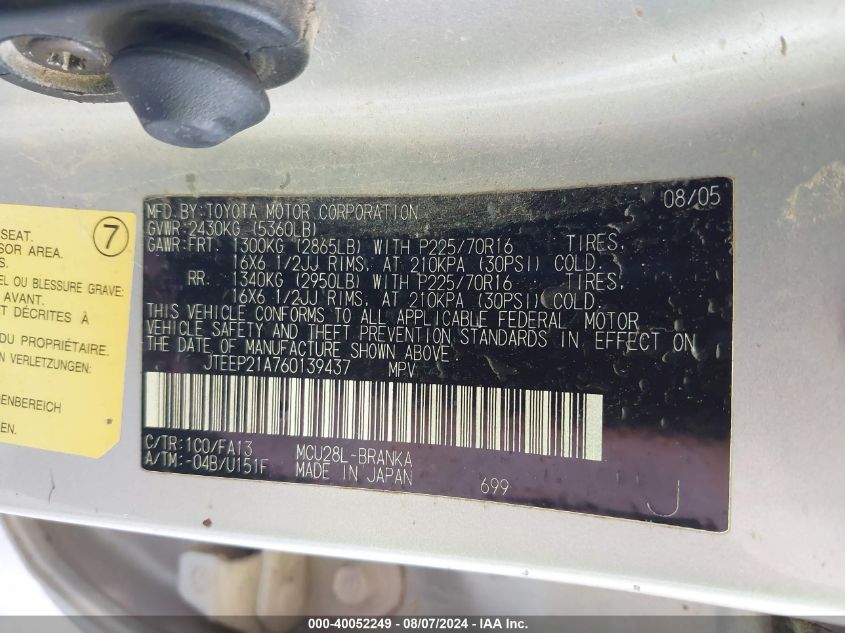 SEAT.
SOR AREA.
EL OU BLESSURE GRAVE:
AVANT.
T DÉCRITES À
U PROPRIÉTAIRE.
N VERLETZUNGEN.
DENBEREICH
EN.
7
MFD.BY:TOYOTA MOTOR CORPORATION 08/05
GVWR:2430KG (5360LB)
GAWR:FRT. 1300KG (2865LB) WITH P225/70R16 TIRES,
16X6 1/2JJ RIMS, AT 210KPA (30PSI) COLD.
RR. 1340KG (2950LB) WITH P225/70R16 TIRES,
16X6 1/2JJ RIMS, AT 210KPA (30PSI) COLD.
THIS VEHICLE CONFORMS TO ALL APPLICABLE FEDERAL MOTOR
VEHICLE SAFETY AND THEFT PREVENTION STANDARDS IN EFFECT ON
THE DATE OF MANUFACTURE SHOWN ABOVE.
JTEEP21A760139437 MPV
C/TR:1C0/FA13 MCU28L-BRANKA
A/TM:-04B/U151F MADE IN JAPAN 699 J
000-40052249 - 08/07/2024 - IEA Inc.